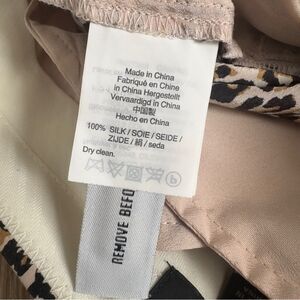 Made in China
Fabriqué en Chine
in China Hergestellt
Vervaardigd in China
中国製
Hecho en China
100% SILK / SOIE / SEIDE /
ZIJDE / 絹 / seda
Dry clean.
REMOVE BEFO